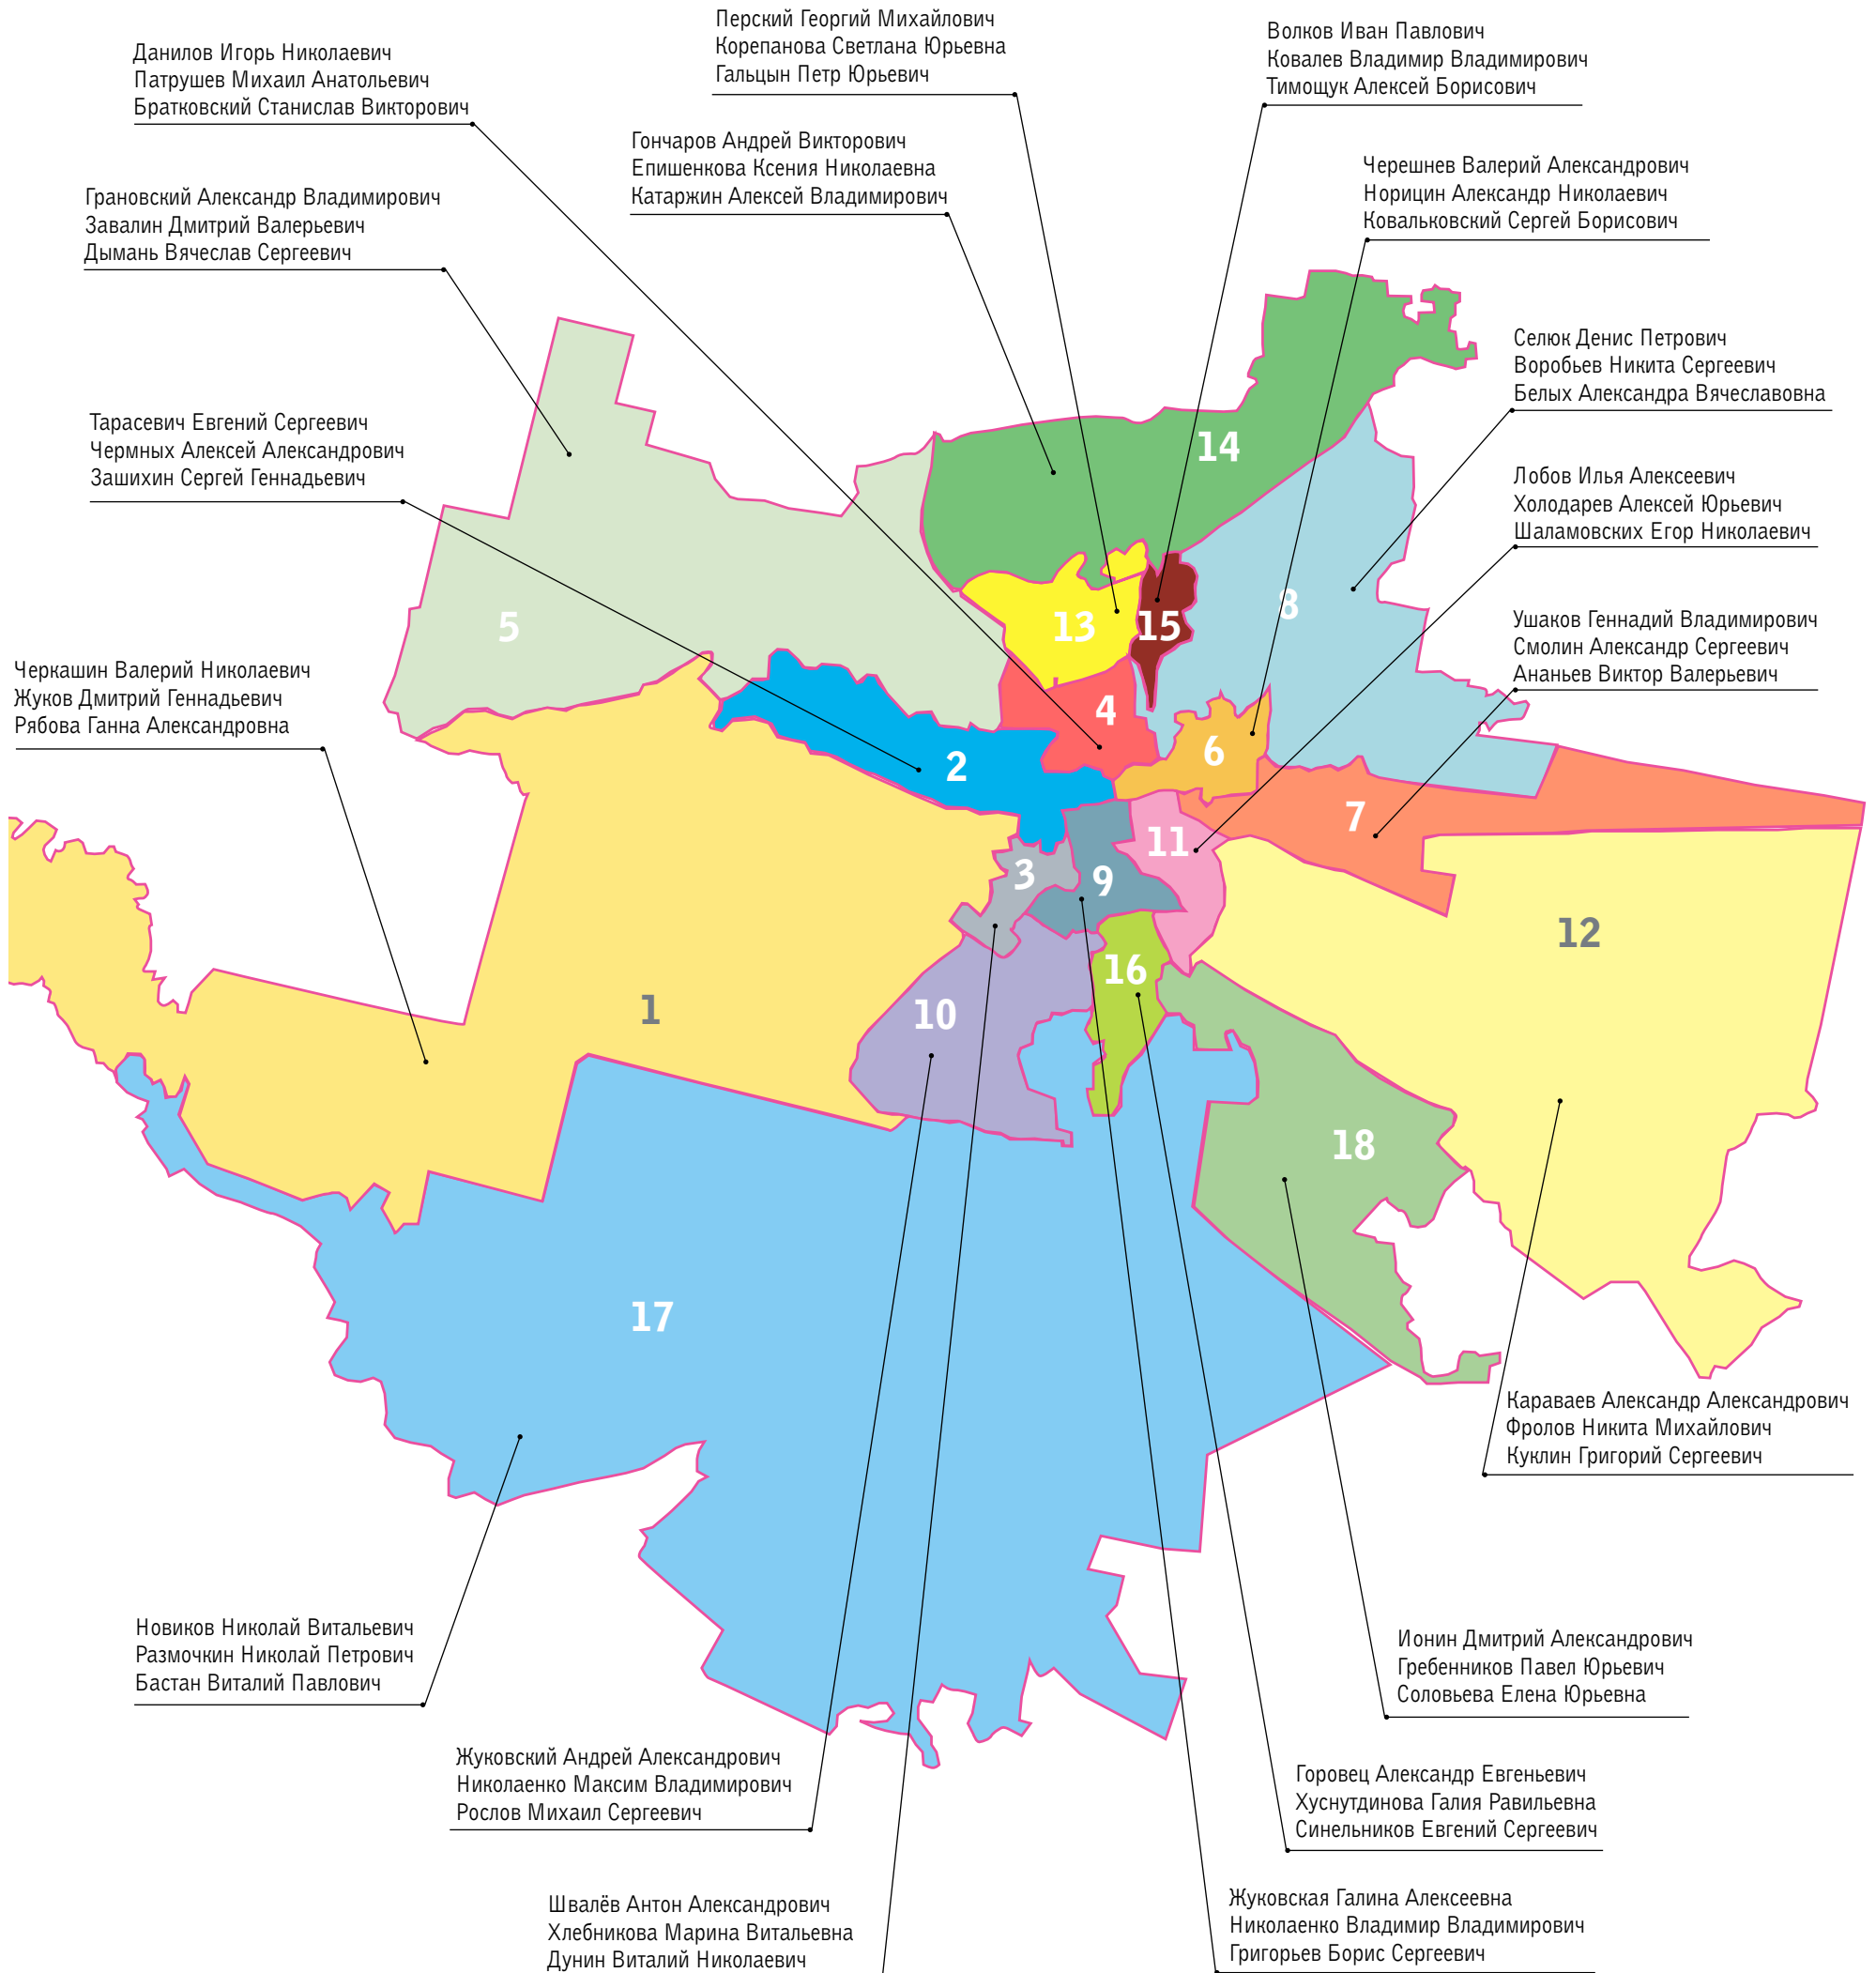 Перский Георгий Михайлович
Корепанова Светлана Юрьевна
Гальцын Петр Юрьевич
Волков Иван Павлович
Ковалев Владимир Владимирович
Тимощук Алексей Борисович
Данилов Игорь Николаевич
Патрушев Михаил Анатольевич
Братковский Станислав Викторович
Гончаров Андрей Викторович
Епишенкова Ксения Николаевна
Катаржин Алексей Владимирович
Черешнев Валерий Александрович
Норицин Александр Николаевич
Ковальковский Сергей Борисович
Грановский Александр Владимирович
Завалин Дмитрий Валерьевич
Дымань Вячеслав Сергеевич
Селюк Денис Петрович
Воробьев Никита Сергеевич
Белых Александра Вячеславовна
Тарасевич Евгений Сергеевич
Чермных Алексей Александрович
Зашихин Сергей Геннадьевич
14
Лобов Илья Алексеевич
Холодарев Алексей Юрьевич
Шаламовских Егор Николаевич
8
5
13
15
Ушаков Геннадий Владимирович
Смолин Александр Сергеевич
Ананьев Виктор Валерьевич
Черкашин Валерий Николаевич
Жуков Дмитрий Геннадьевич
Рябова Ганна Александровна
4
6
2
7
11
3
9
12
16
1
10
18
17
Караваев Александр Александрович
Фролов Никита Михайлович
Куклин Григорий Сергеевич
Новиков Николай Витальевич
Размочкин Николай Петрович
Бастан Виталий Павлович
Ионин Дмитрий Александрович
Гребенников Павел Юрьевич
Соловьева Елена Юрьевна
Жуковский Андрей Александрович
Николаенко Максим Владимирович
Рослов Михаил Сергеевич
Горовец Александр Евгеньевич
Хуснутдинова Галия Равильевна
Синельников Евгений Сергеевич
Швалёв Антон Александрович
Хлебникова Марина Витальевна
Дунин Виталий Николаевич
Жуковская Галина Алексеевна
Николаенко Владимир Владимирович
Григорьев Борис Сергеевич